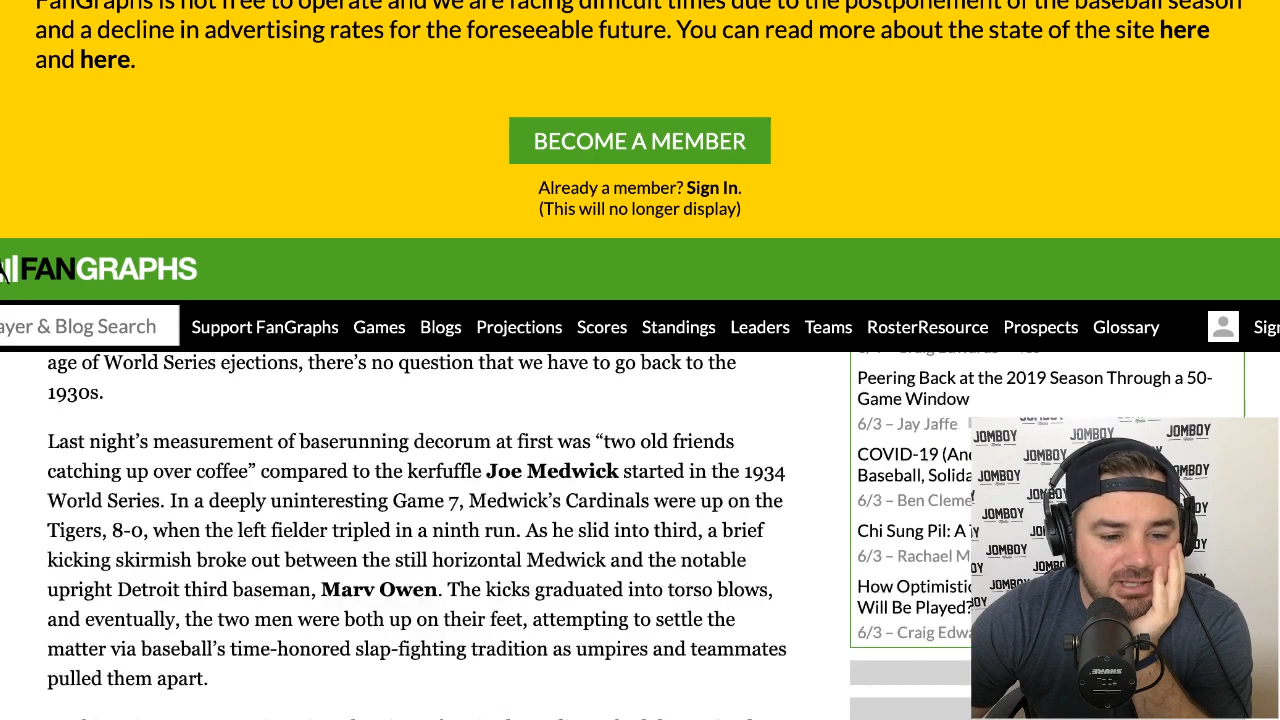 FanGraphs is not free to operate and we are facing difficult times due to the postponement of the baseball season
and a decline in advertising rates for the foreseeable future. You can read more about the state of the site here
and here.
BECOME A MEMBER
Already a member? Sign In.
(This will no longer display)
FANGRAPHS
ayer & Blog Search
Support FanGraphs Games Blogs Projections Scores Standings Leaders Teams RosterResource Prospects Glossary
Sign
age of World Series ejections, there's no question that we have to go back to the
1930s.
Last night's measurement of baserunning decorum at first was “two old friends
catching up over coffee” compared to the kerfuffle Joe Medwick started in the 1934
World Series. In a deeply uninteresting Game 7, Medwick's Cardinals were up on the
Tigers, 8-0, when the left fielder tripled in a ninth run. As he slid into third, a brief
kicking skirmish broke out between the still horizontal Medwick and the notable
upright Detroit third baseman, Marv Owen. The kicks graduated into torso blows,
and eventually, the two men were both up on their feet, attempting to settle the
matter via baseball's time-honored slap-fighting tradition as umpires and teammates
pulled them apart.
Peering Back at the 2019 Season Through a 50-
Game Window
6/3 – Jay Jaffe
COVID-19 (An
Baseball, Solida
6/3 – Ben Cleme
Chi Sung Pil: A
6/3 – Rachael M
How Optimistic
Will Be Played?
6/3 – Craig Edwa
JOMBOY
JOMBOY
JOMBOY
JOMBOY
JOMBOY
JOMBOY
JOMBOY
JOMBOY
JOMBOY
SHURE